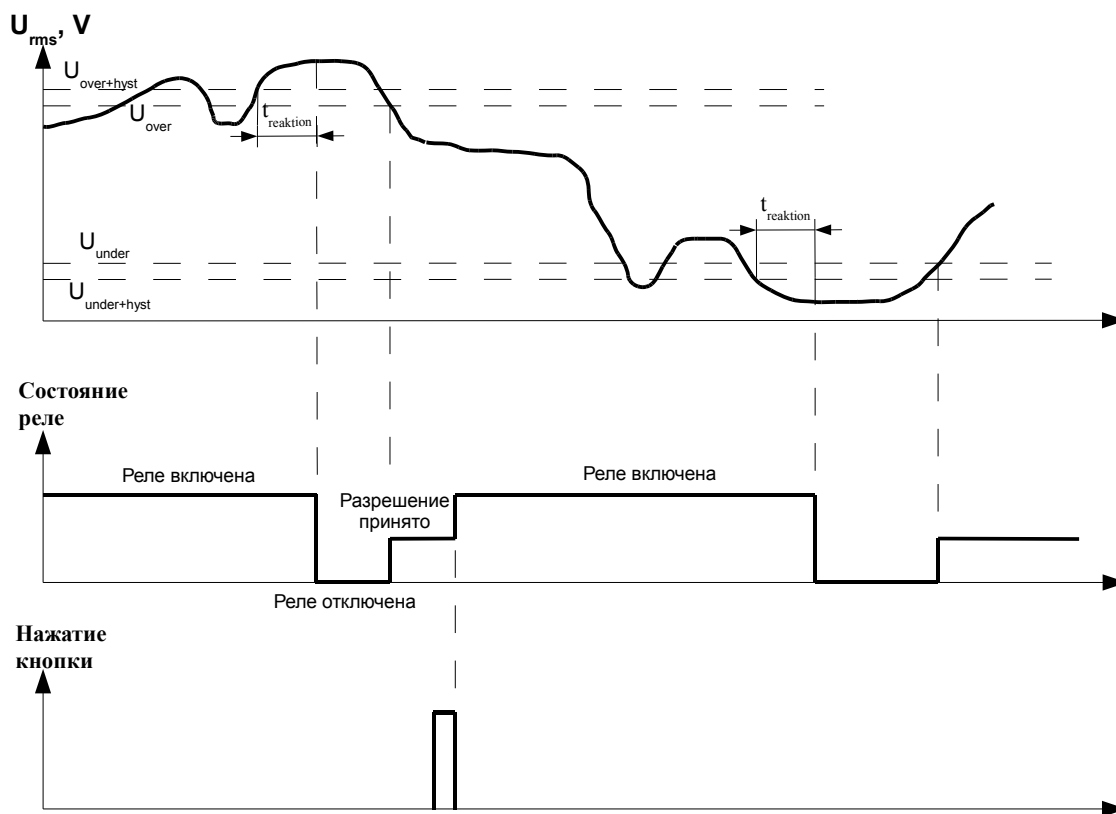 U_rms, V
U_over+hyst
U_over
t_reaktion
t_reaktion
U_under
U_under+hyst
Состояние
реле
Реле включена
Реле включена
Разрешение
принято
Реле отключена
Нажатие
кнопки